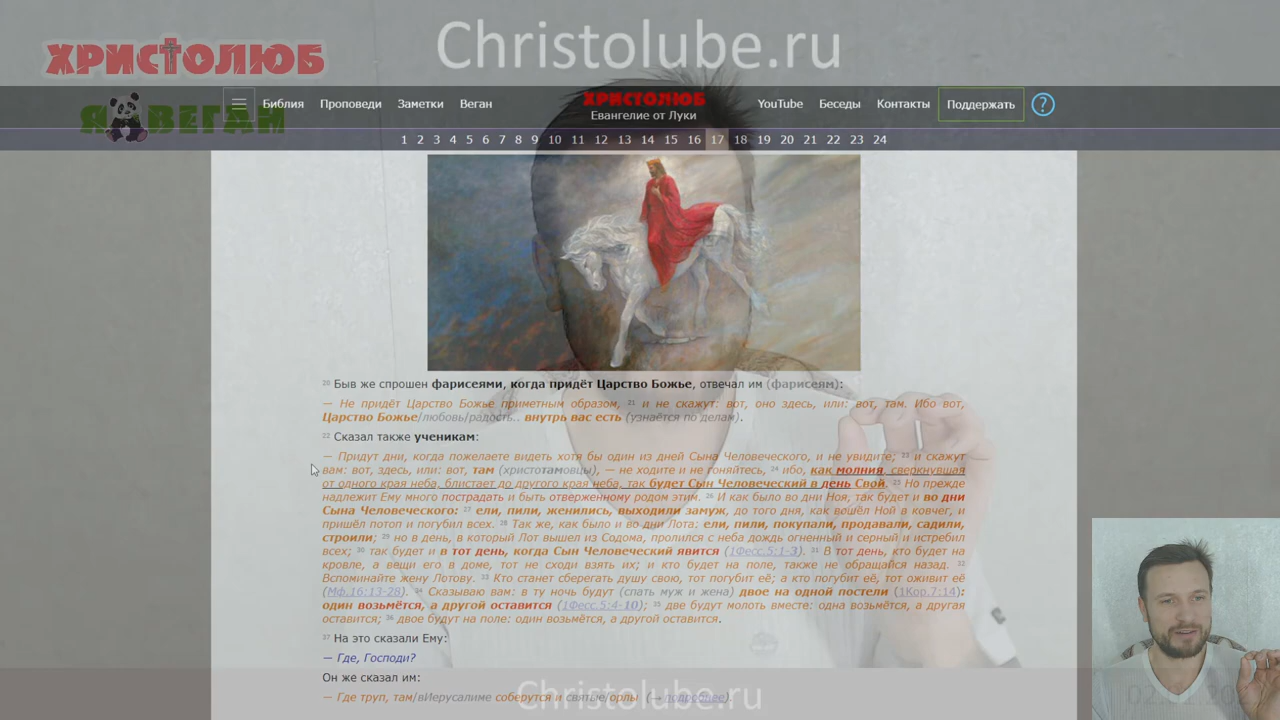 Christolube.ru
ХРИСТОЛЮБ
Я ВЕГАН
Библия Проповеди Заметки Веган ХРИСТОЛЮБ YouTube Беседы Контакты Поддержать ?
Евангелие от Луки
1 2 3 4 5 6 7 8 9 10 11 12 13 14 15 16 17 18 19 20 21 22 23 24
20 Быв же спрошен фарисеями, когда придёт Царство Божье, отвечал им (фарисеям):
— Не придёт Царство Божье приметным образом, 21 и не скажут: вот, оно здесь, или: вот, там. Ибо вот,
Царство Божье/любовь/радость.. внутрь вас есть (узнаётся по делам).
22 Сказал также ученикам:
— Придут дни, когда пожелаете видеть хотя бы один из дней Сына Человеческого, и не увидите; 23 и скажут
вам: вот, здесь, или: вот, там (христотамовцы), — не ходите и не гоняйтесь, 24 ибо, как молния, сверкнувшая
от одного края неба, блистает до другого края неба, так будет Сын Человеческий в день Свой. 25 Но прежде
надлежит Ему много пострадать и быть отверженному родом этим. 26 И как было во дни Ноя, так будет и во дни
Сына Человеческого: 27 ели, пили, женились, выходили замуж, до того дня, как вошёл Ной в ковчег, и
пришёл потоп и погубил всех. 28 Так же, как было и во дни Лота: ели, пили, покупали, продавали, садили,
строили; 29 но в день, в который Лот вышел из Содома, пролился с неба дождь огненный и серный и истребил
всех; 30 так будет и в тот день, когда Сын Человеческий явится (1Фесс.5:1-3). 31 В тот день, кто будет на
кровле, а вещи его в доме, тот не сходи взять их; и кто будет на поле, также не обращайся назад. 32
Вспоминайте жену Лотову. 33 Кто станет сберегать душу свою, тот погубит её; а кто погубит её, тот оживит её
(Мф.16:13-28). 34 Сказываю вам: в ту ночь будут (спать муж и жена) двое на одной постели (1Кор.7:14):
один возьмётся, а другой оставится (1Фесс.5:4-10); 35 две будут молоть вместе: одна возьмётся, а другая
оставится; 36 двое будут на поле: один возьмётся, а другой оставится.
37 На это сказали Ему:
— Где, Господи?
Он же сказал им:
— Где труп, там/вИерусалиме соберутся и святые/орлы (→ подробнее).
Christolube.ru